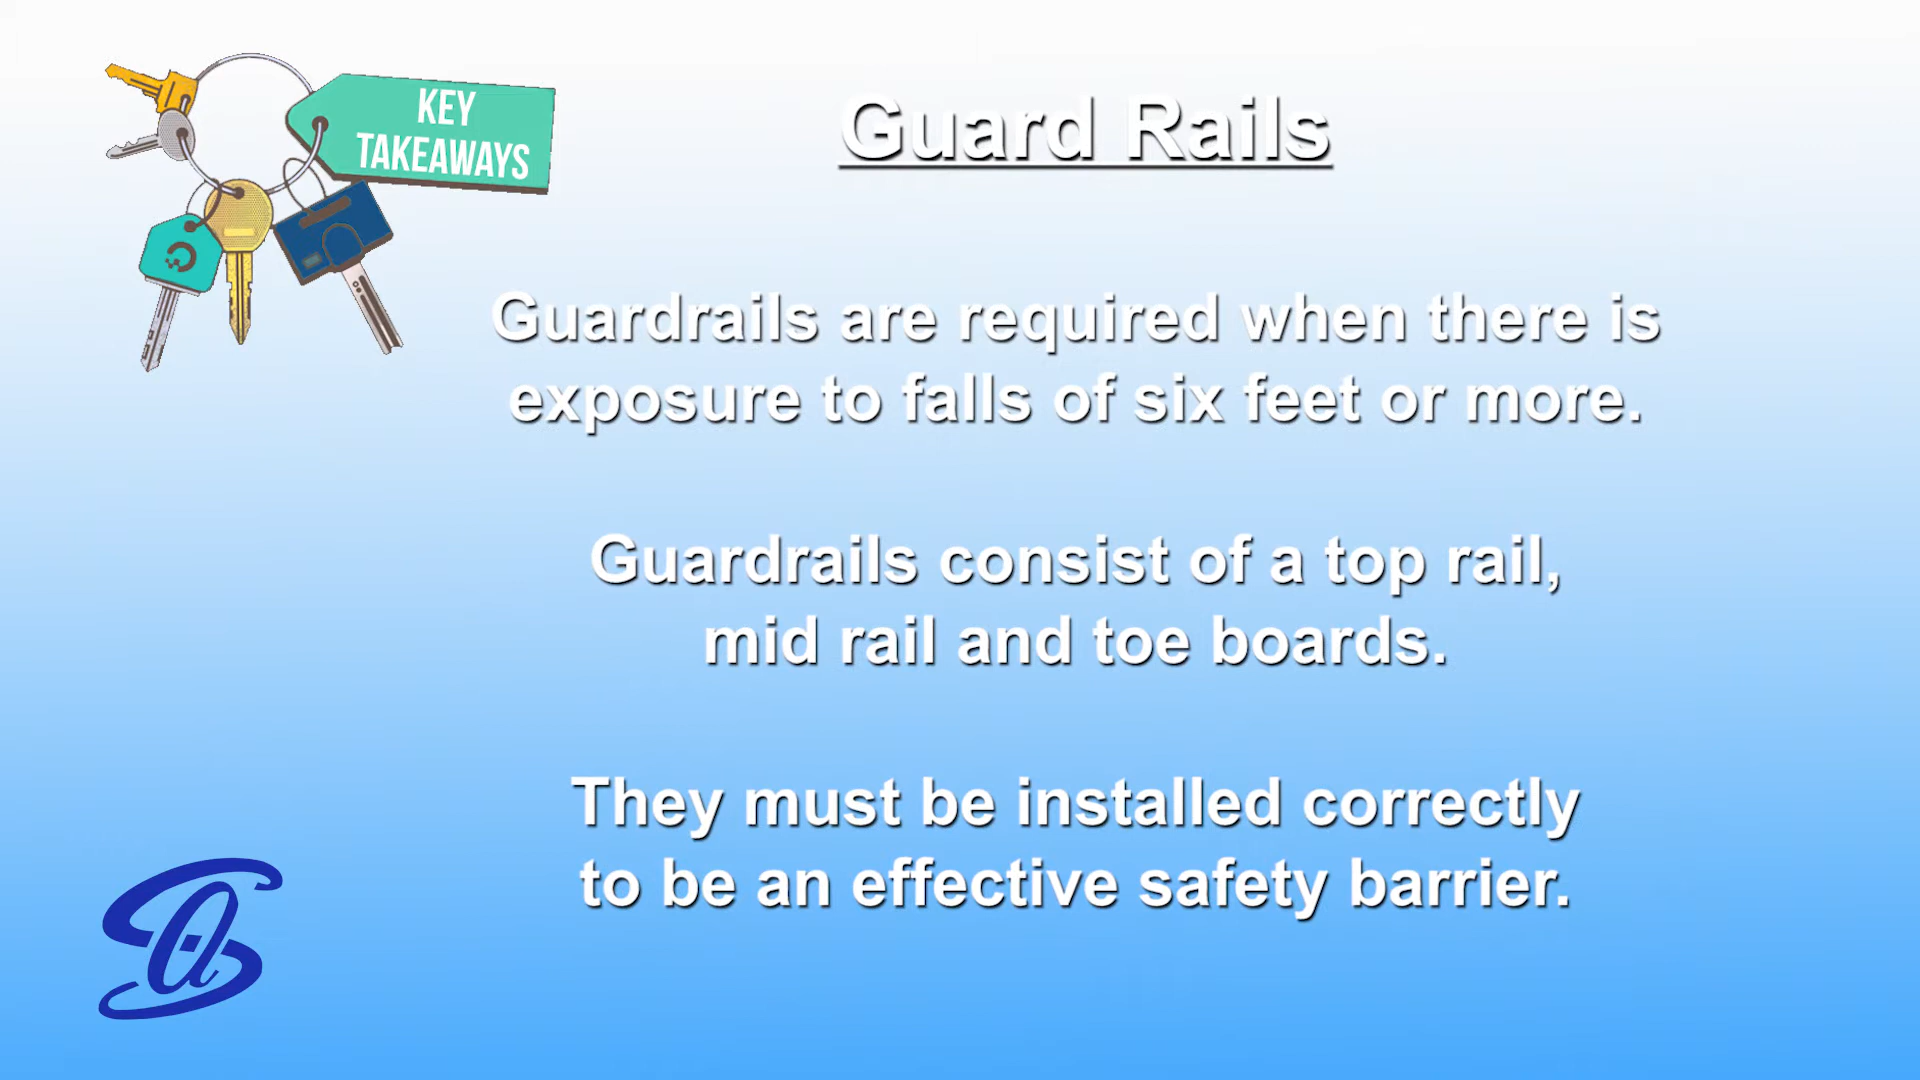 KEY
TAKEAWAYS
Guard Rails
Guardrails are required when there is
exposure to falls of six feet or more.
Guardrails consist of a top rail,
mid rail and toe boards.
They must be installed correctly
to be an effective safety barrier.